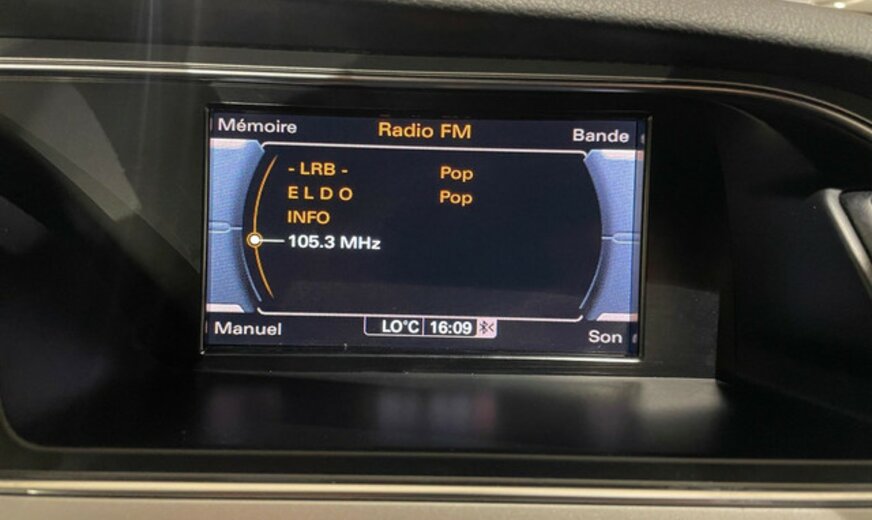 Mémoire Radio FM Bande
- LRB - Pop
E L D O Pop
INFO
105.3 MHz
Manuel LO°C 16:09 Son